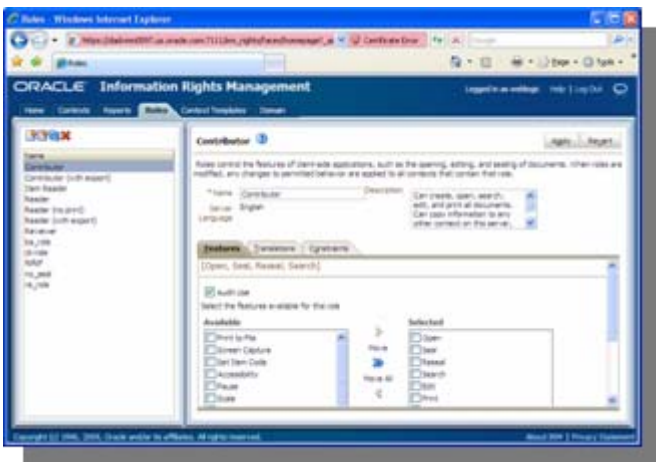 Roles - Windows Internet Explorer
Certificate Error
Roles
Page
Tools
ORACLE Information Rights Management
Logged in as weblogic Help Log Out
Home Contexts Reports Roles Context Templates Domain
Contributor
Apply Revert
Roles control the features of client-side applications, such as the opening, editing, and sealing of documents. When roles are
modified, any changes to permitted behavior are applied to all contexts that contain that role.
Name
Contributor
Contributor (with export)
Item Reader
Reader
Reader (no print)
Reader (with export)
Reviewer
* Name Contributor
Server Language English
Description
Can create, open, search,
edit, and print all documents.
Can copy information to any
other context on this server,
Features Translations Constraints
[Open, Seal, Reseal, Search]
Audit Use
Select the features available for this role
Available
Print to File
Screen Capture
Set Item Code
Accessibility
Pause
Move
Move All
Selected
Open
Seal
Reseal
Search
Edit
Print
Copyright (c) 1998, 2009, Oracle and/or its affiliates. All rights reserved.
About IRM Privacy Statement